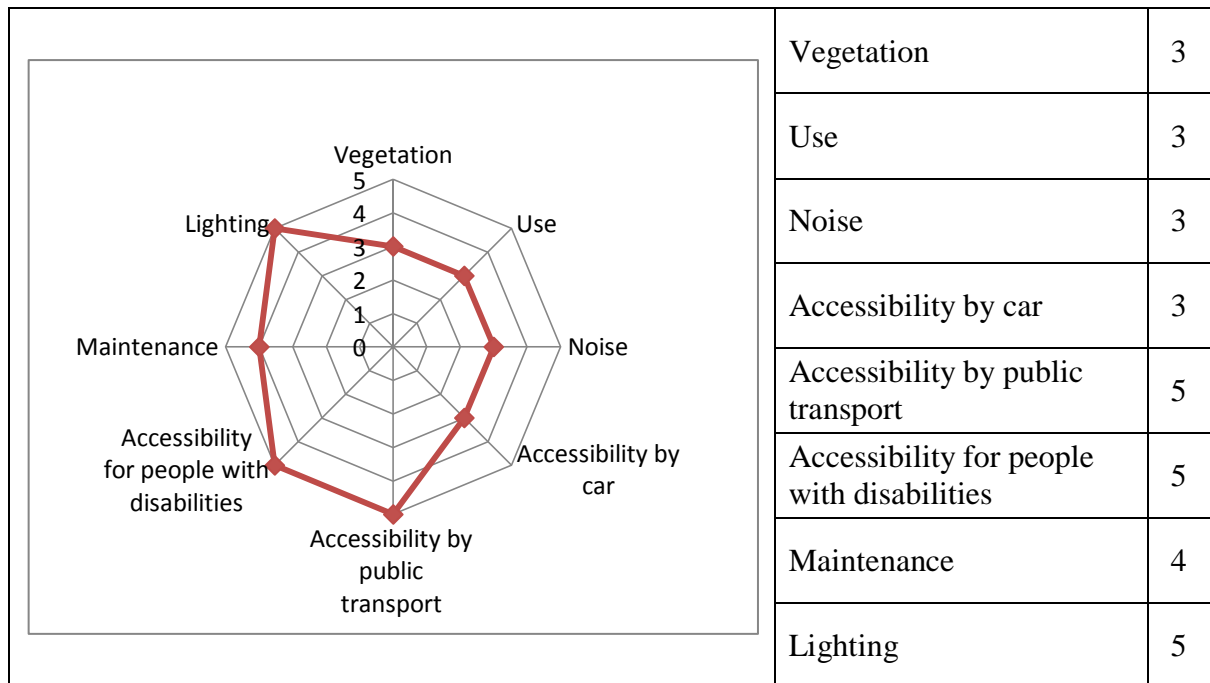 Vegetation
5
4
3
2
1
0
Lighting
Use
Maintenance
Noise
Accessibility
for people with
disabilities
Accessibility by
car
Accessibility by
public
transport
Vegetation 3
Use 3
Noise 3
Accessibility by car 3
Accessibility by public
transport 5
Accessibility for people
with disabilities 5
Maintenance 4
Lighting 5